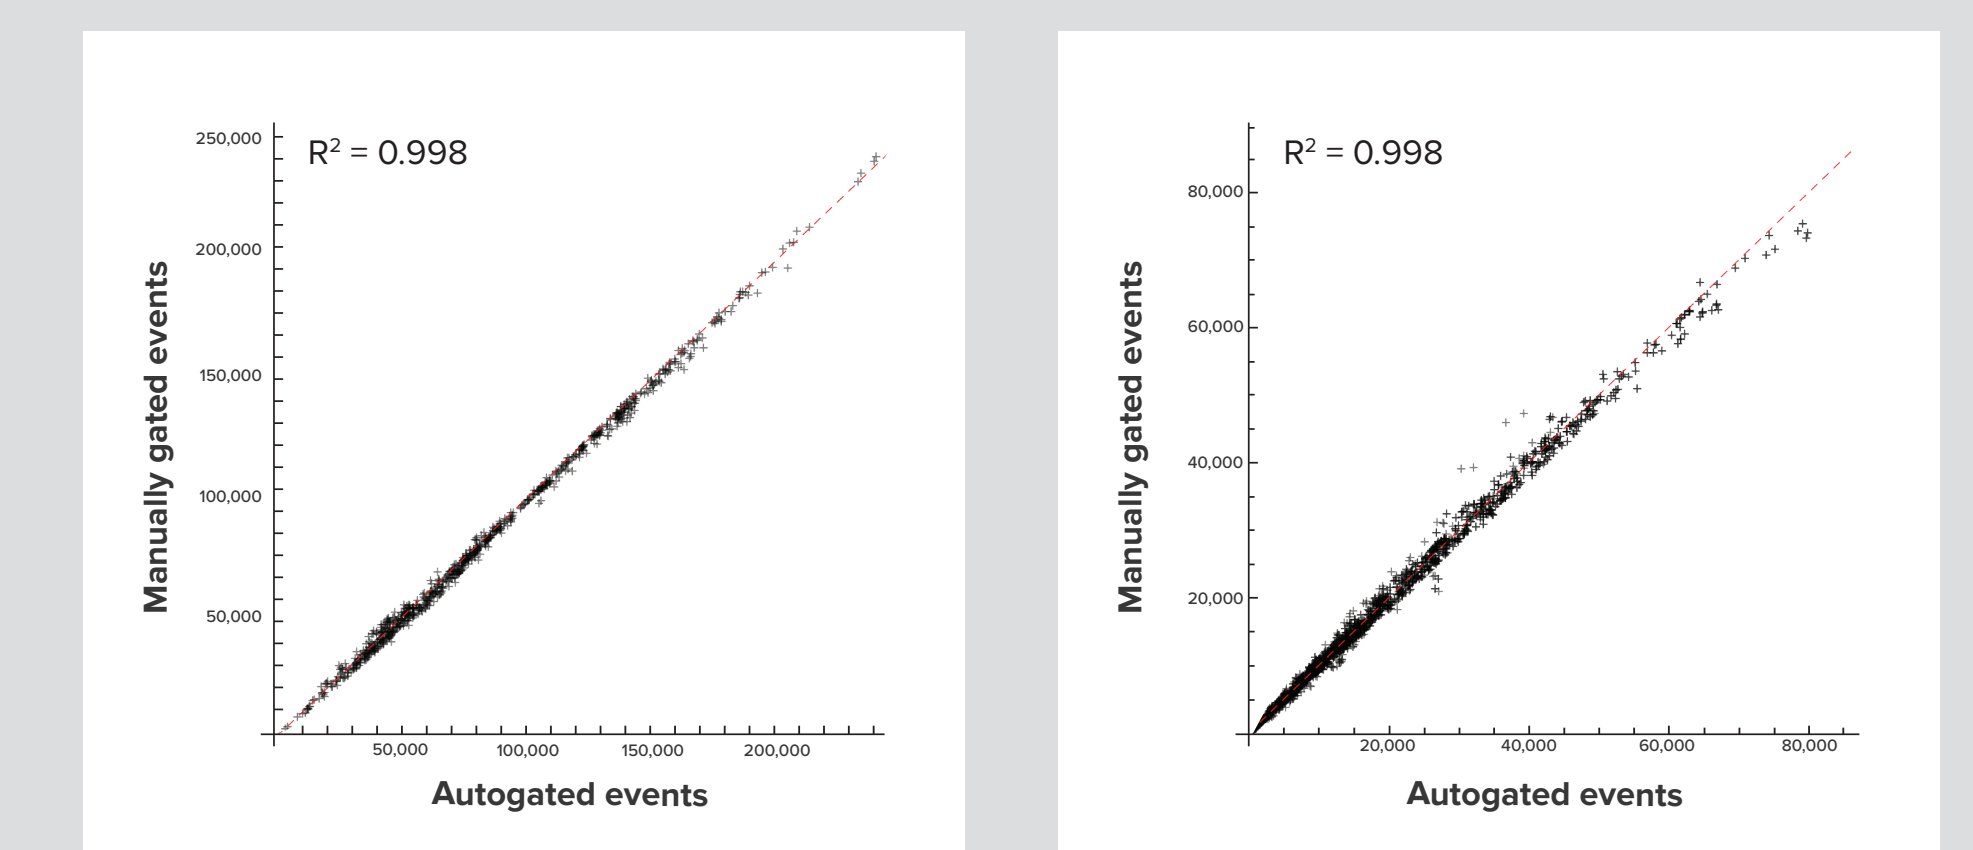 R² = 0.998
250,000
200,000
150,000
100,000
50,000
Manually gated events
50,000 100,000 150,000 200,000
Autogated events
R² = 0.998
80,000
60,000
40,000
20,000
Manually gated events
20,000 40,000 60,000 80,000
Autogated events